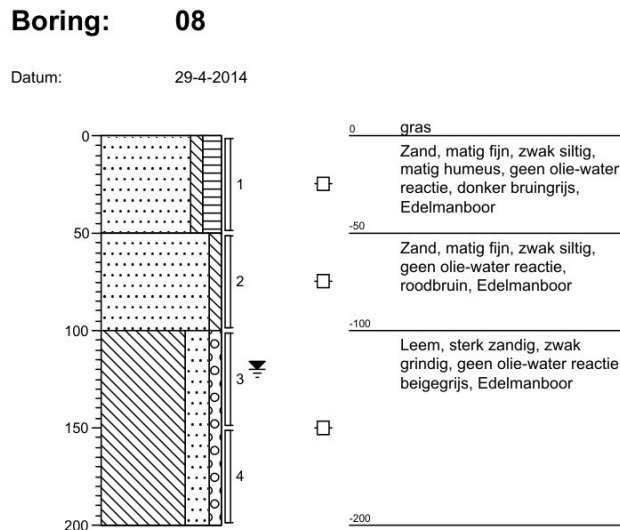 Boring: 08
Datum: 29-4-2014
0
50
100
150
200
1
2
3
4
0 gras
Zand, matig fijn, zwak siltig,
matig humeus, geen olie-water
reactie, donker bruingrijs,
Edelmanboor
-50
Zand, matig fijn, zwak siltig,
geen olie-water reactie,
roodbruin, Edelmanboor
-100
Leem, sterk zandig, zwak
grindig, geen olie-water reactie
beigegrijs, Edelmanboor
-200